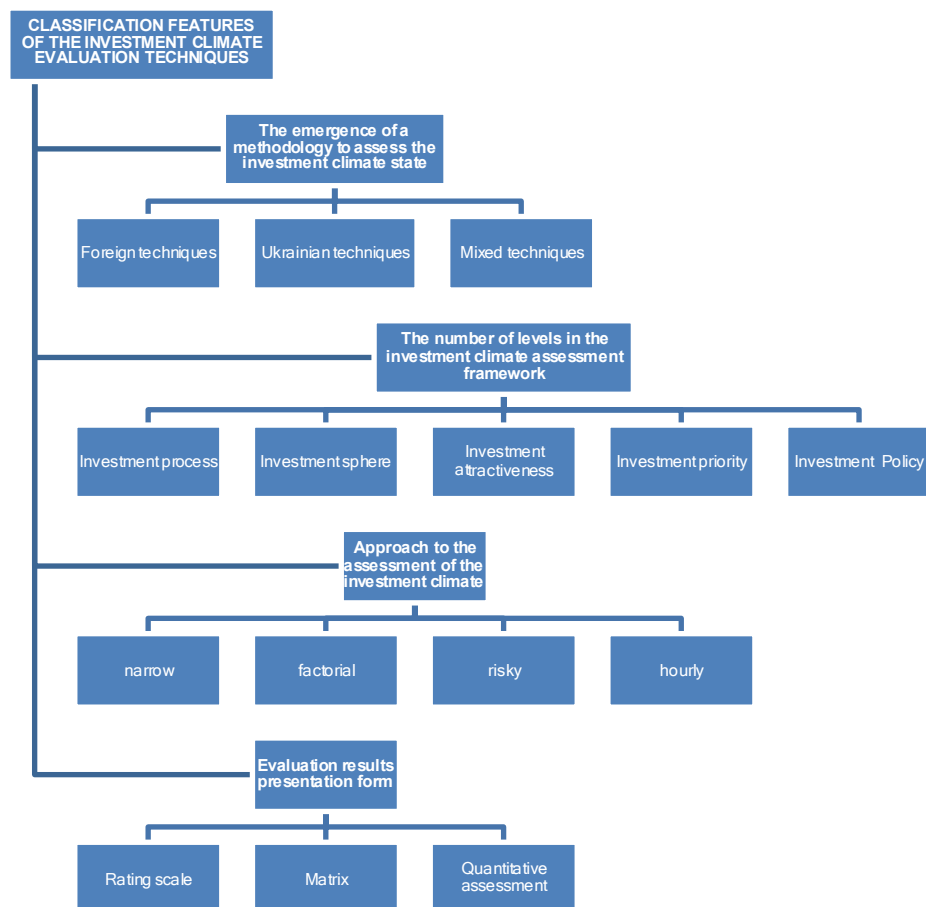 CLASSIFICATION FEATURES
OF THE INVESTMENT CLIMATE
EVALUATION TECHNIQUES
The emergence of a
methodology to assess the
investment climate state
Foreign techniques
Ukrainian techniques
Mixed techniques
The number of levels in the
investment climate assessment
framework
Investment process
Investment sphere
Investment
attractiveness
Investment priority
Investment Policy
Approach to the
assessment of the
investment climate
narrow
factorial
risky
hourly
Evaluation results
presentation form
Rating scale
Matrix
Quantitative
assessment